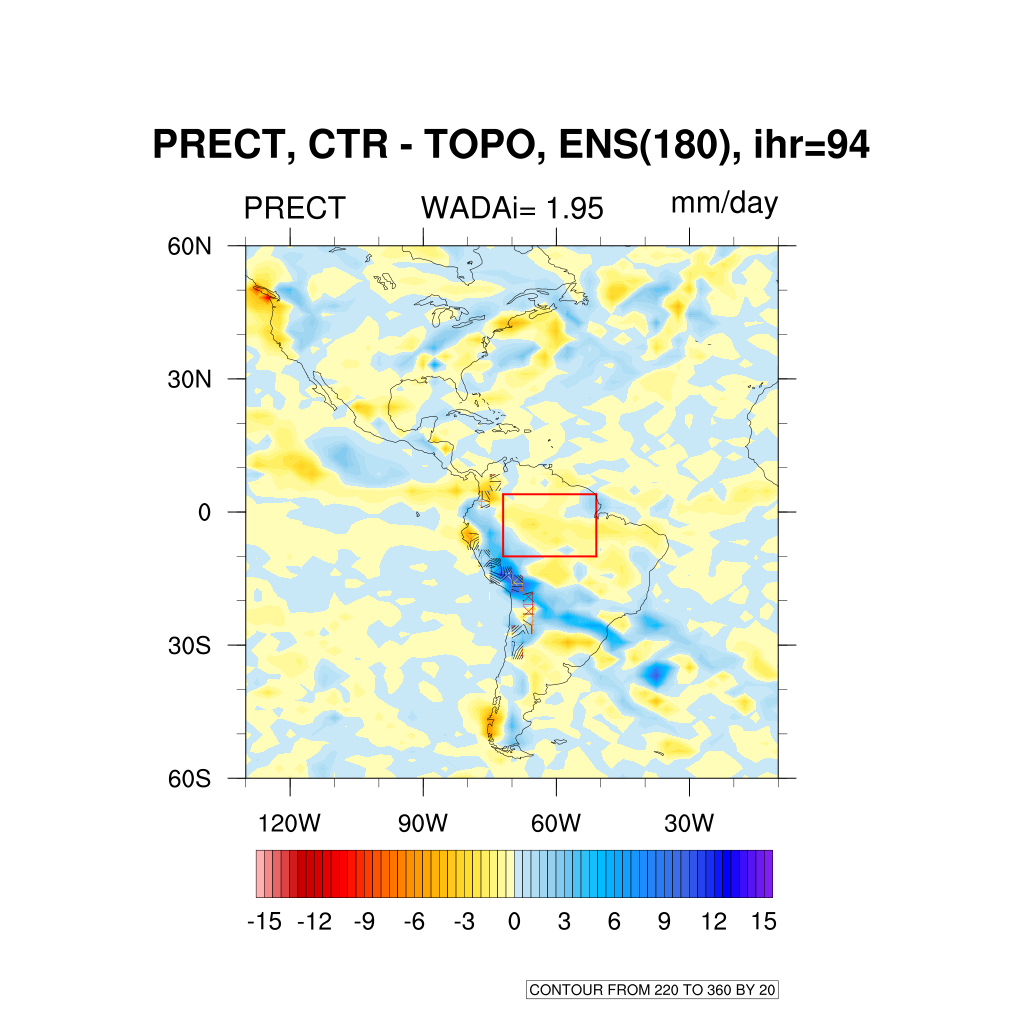 PRECT, CTR - TOPO, ENS(180), ihr=94
PRECT WADAi= 1.95 mm/day
60N
30N
0
30S
60S
120W 90W 60W 30W
-15 -12 -9 -6 -3 0 3 6 9 12 15
CONTOUR FROM 220 TO 360 BY 20